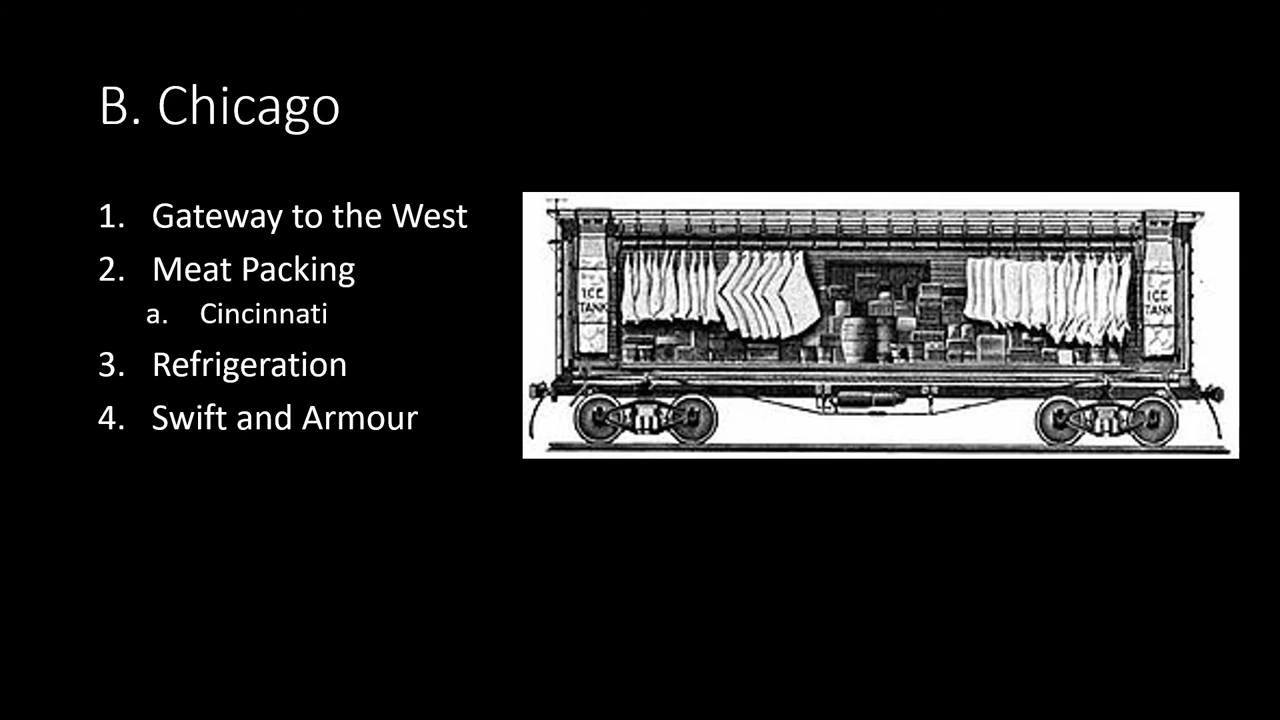 B. Chicago
1. Gateway to the West
2. Meat Packing
a. Cincinnati
3. Refrigeration
4. Swift and Armour
ICE
TANK
ICE
TANK